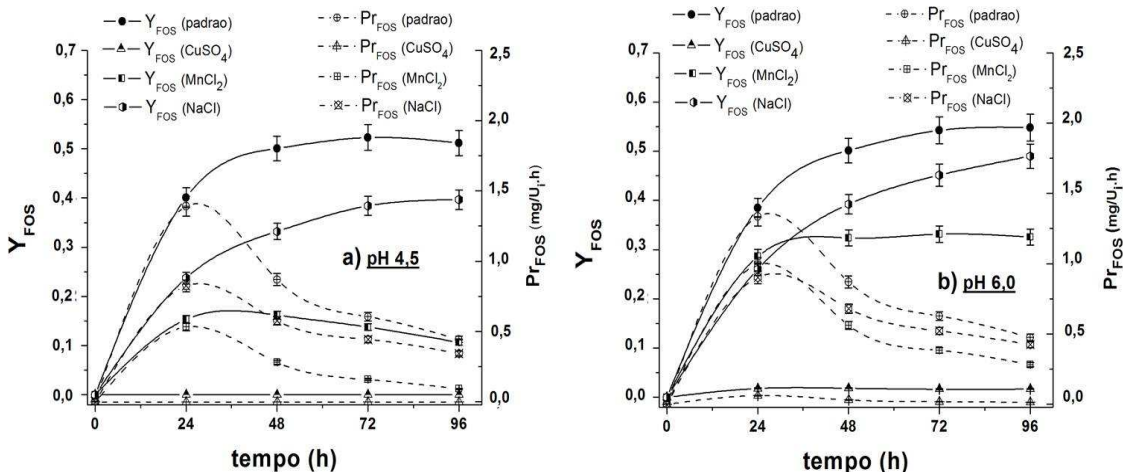 Y_FOS (padrao)
Y_FOS (CuSO₄)
Y_FOS (MnCl₂)
Y_FOS (NaCl)
Pr_FOS (padrao)
Pr_FOS (CuSO₄)
Pr_FOS (MnCl₂)
Pr_FOS (NaCl)
0,7
0,6
0,5
0,4
0,3
0,2
0,1
0,0
Y_FOS
2,5
2,0
1,5
1,0
0,5
0,0
Pr_FOS (mg/U_i.h)
a) pH 4,5
0 24 48 72 96
tempo (h)
Y_FOS (padrao)
Y_FOS (CuSO₄)
Y_FOS (MnCl₂)
Y_FOS (NaCl)
Pr_FOS (padrao)
Pr_FOS (CuSO₄)
Pr_FOS (MnCl₂)
Pr_FOS (NaCl)
0,7
0,6
0,5
0,4
0,3
0,2
0,1
0,0
Y_FOS
2,5
2,0
1,5
1,0
0,5
0,0
Pr_FOS (mg/U_i.h)
b) pH 6,0
0 24 48 72 96
tempo (h)